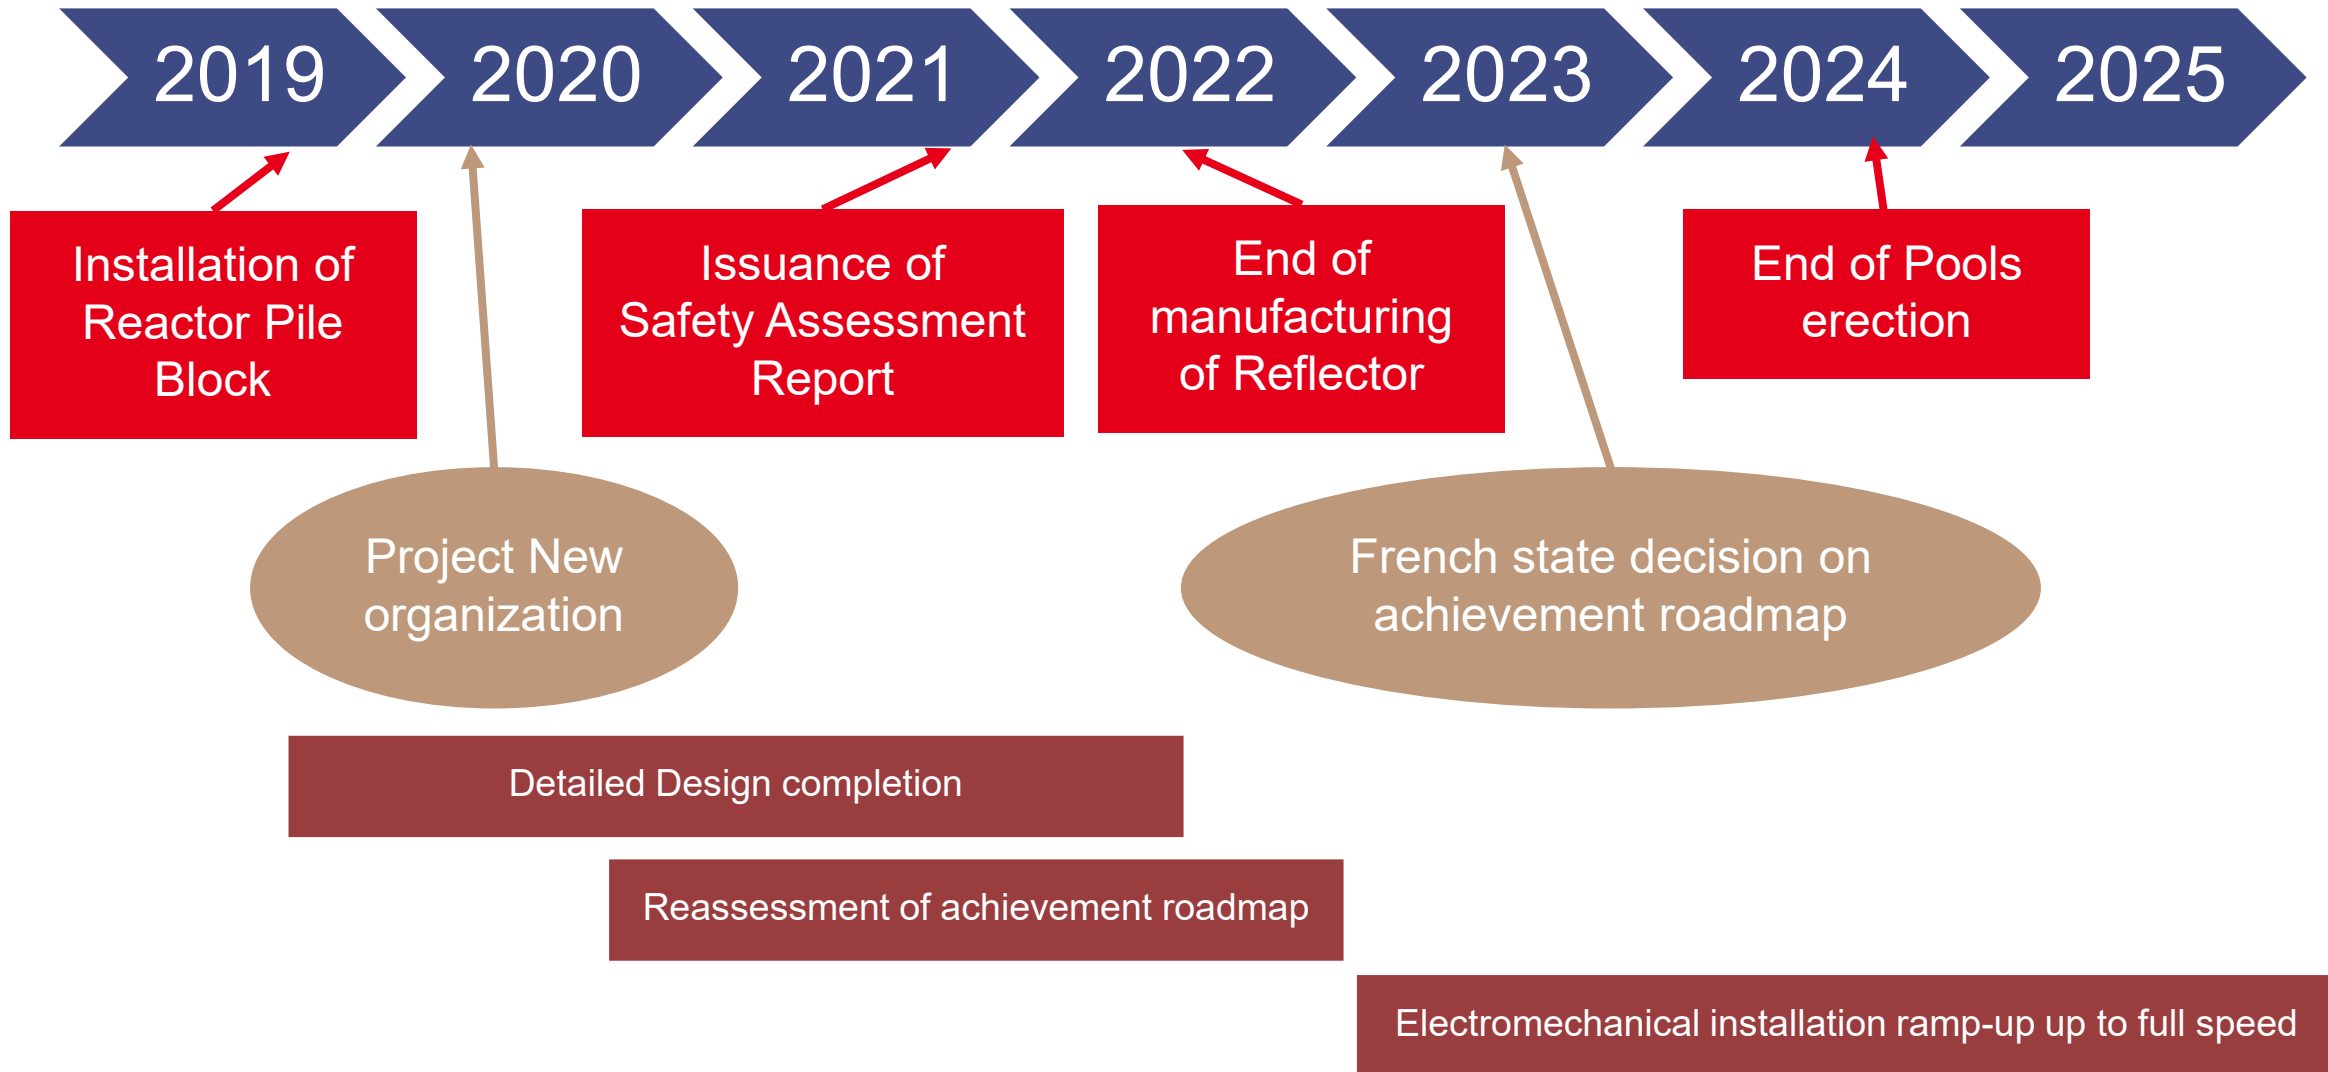 2019
2020
2021
2022
2023
2024
2025
Installation of
Reactor Pile
Block
Issuance of
Safety Assessment
Report
End of
manufacturing
of Reflector
End of Pools
erection
Project New
organization
French state decision on
achievement roadmap
Detailed Design completion
Reassessment of achievement roadmap
Electromechanical installation ramp-up up to full speed